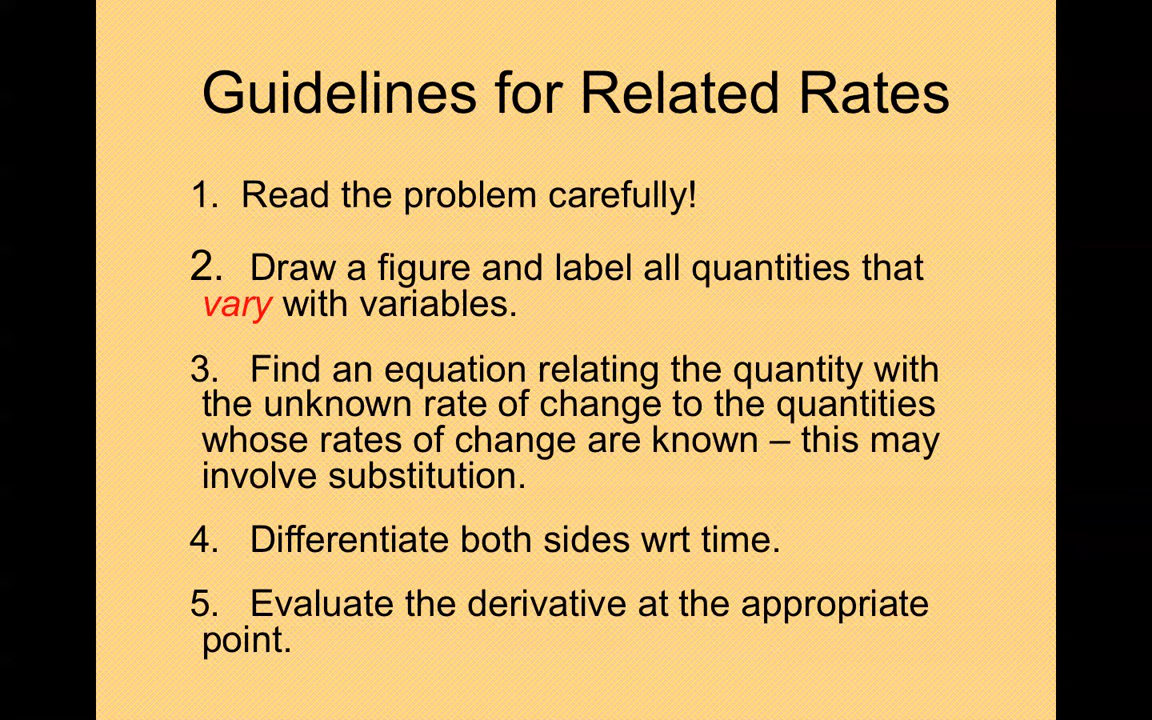 Guidelines for Related Rates
1. Read the problem carefully!
2. Draw a figure and label all quantities that
vary with variables.
3. Find an equation relating the quantity with
the unknown rate of change to the quantities
whose rates of change are known – this may
involve substitution.
4. Differentiate both sides wrt time.
5. Evaluate the derivative at the appropriate
point.